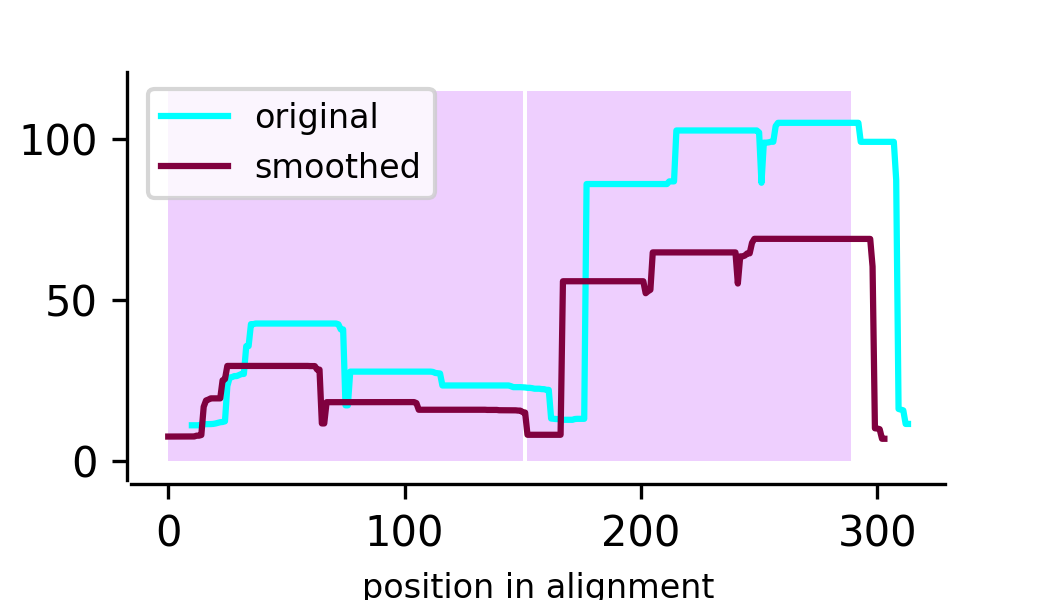 original
smoothed
100
50
0
0 100 200 300
position in alignment